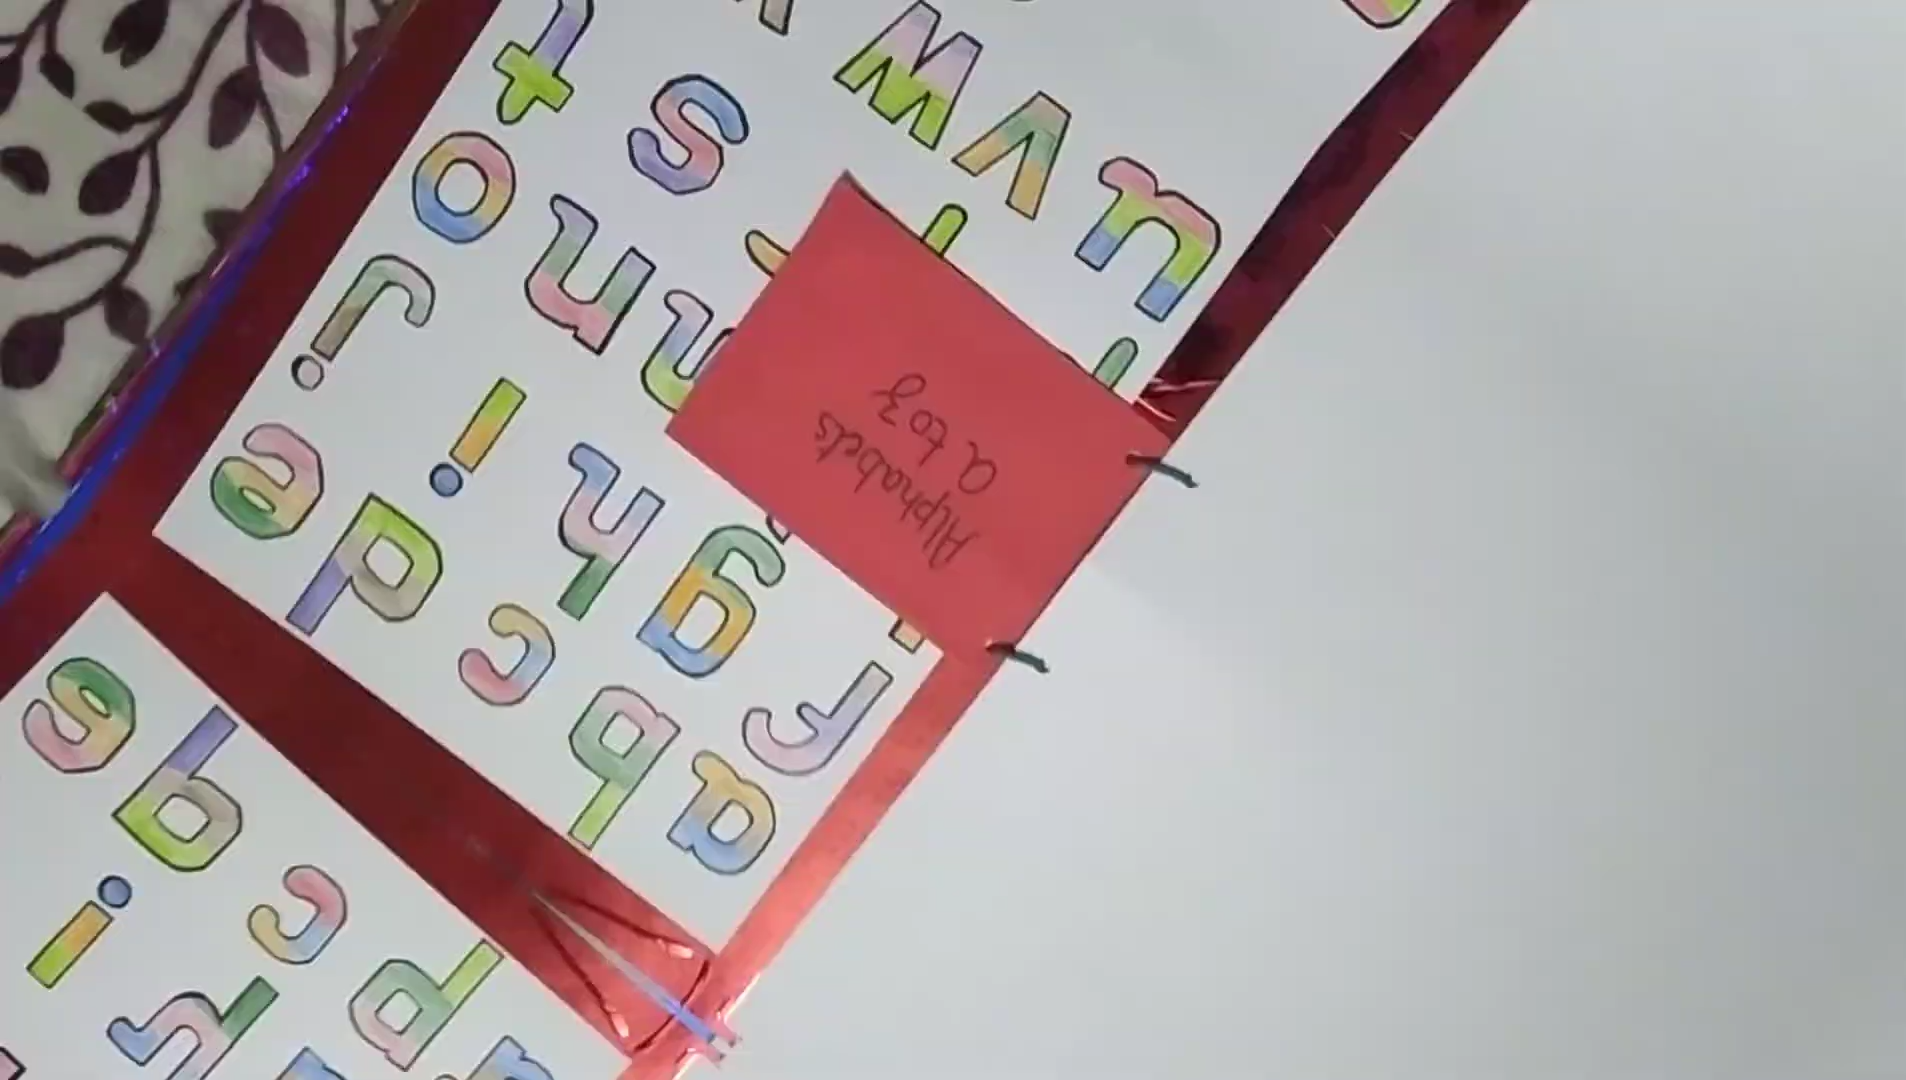 Alphabets
a to z
a b c d e
f g h i j
m n o
s t
u v w